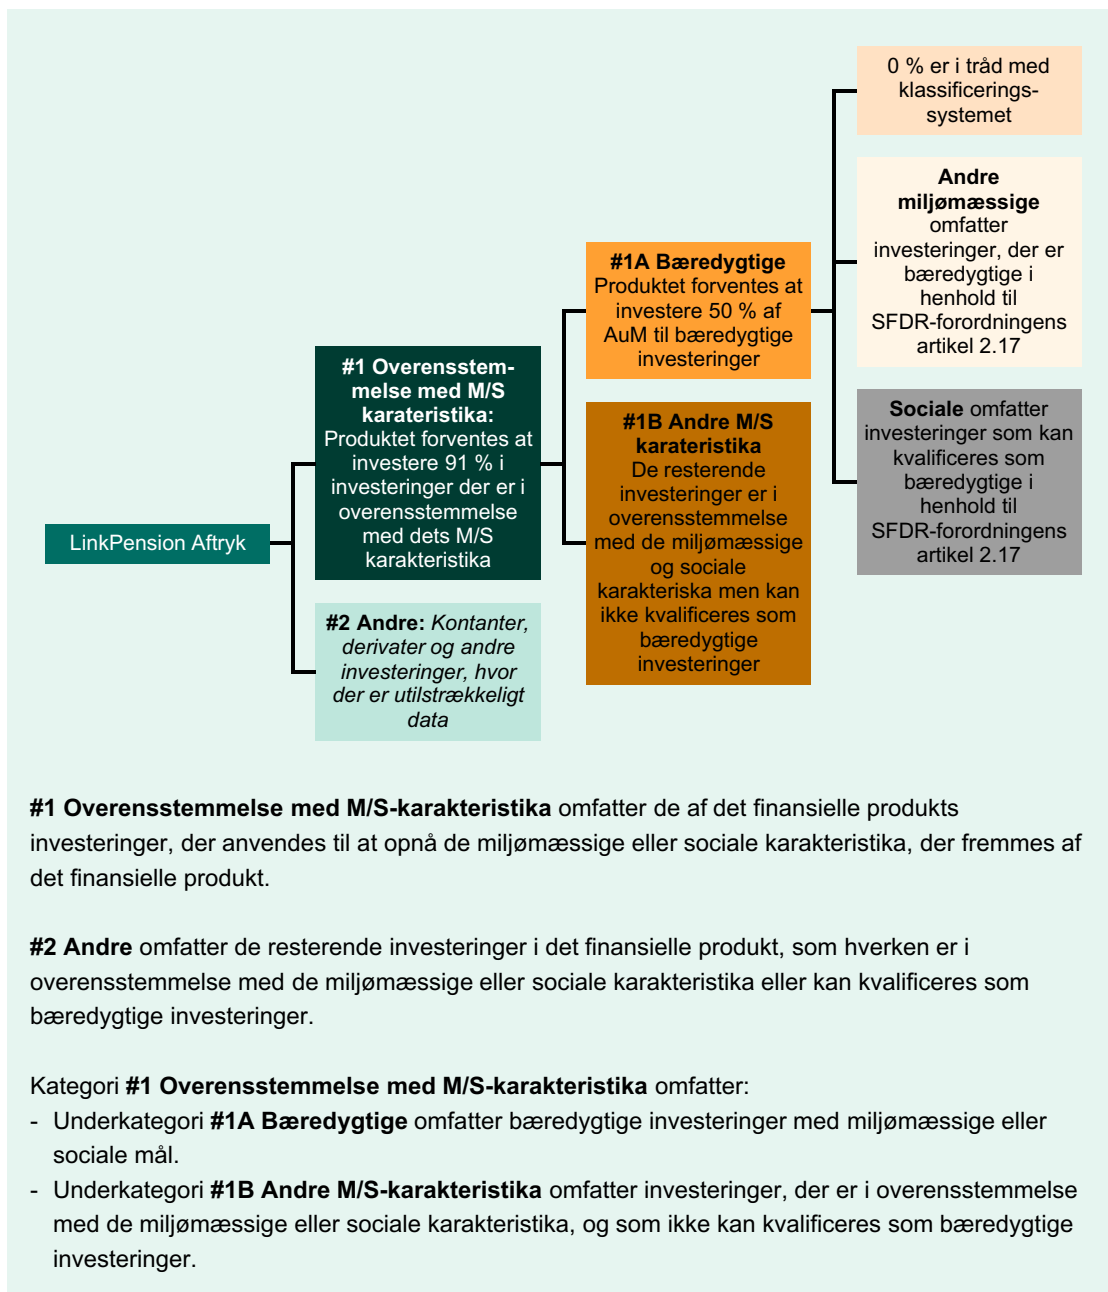 LinkPension Aftryk
#1 Overensstem-
melse med M/S
karateristika:
Produktet forventes at
investere 91 % i
investeringer der er i
overensstemmelse
med dets M/S
karakteristika
#2 Andre: Kontanter,
derivater og andre
investeringer, hvor
der er utilstrækkeligt
data
#1A Bæredygtige
Produktet forventes at
investere 50 % af
AuM til bæredygtige
investeringer
#1B Andre M/S
karateristika
De resterende
investeringer er i
overensstemmelse
med de miljømæssige
og sociale
karakteriska men kan
ikke kvalificeres som
bæredygtige
investeringer
0 % er i tråd med
klassificerings-
systemet
Andre
miljømæssige
omfatter
investeringer, der er
bæredygtige i
henhold til
SFDR-forordningens
artikel 2.17
Sociale omfatter
investeringer som kan
kvalificeres som
bæredygtige i
henhold til
SFDR-forordningens
artikel 2.17
#1 Overensstemmelse med M/S-karakteristika omfatter de af det finansielle produkts
investeringer, der anvendes til at opnå de miljømæssige eller sociale karakteristika, der fremmes af
det finansielle produkt.
#2 Andre omfatter de resterende investeringer i det finansielle produkt, som hverken er i
overensstemmelse med de miljømæssige eller sociale karakteristika eller kan kvalificeres som
bæredygtige investeringer.
Kategori #1 Overensstemmelse med M/S-karakteristika omfatter:
- Underkategori #1A Bæredygtige omfatter bæredygtige investeringer med miljømæssige eller
sociale mål.
- Underkategori #1B Andre M/S-karakteristika omfatter investeringer, der er i overensstemmelse
med de miljømæssige eller sociale karakteristika, og som ikke kan kvalificeres som bæredygtige
investeringer.